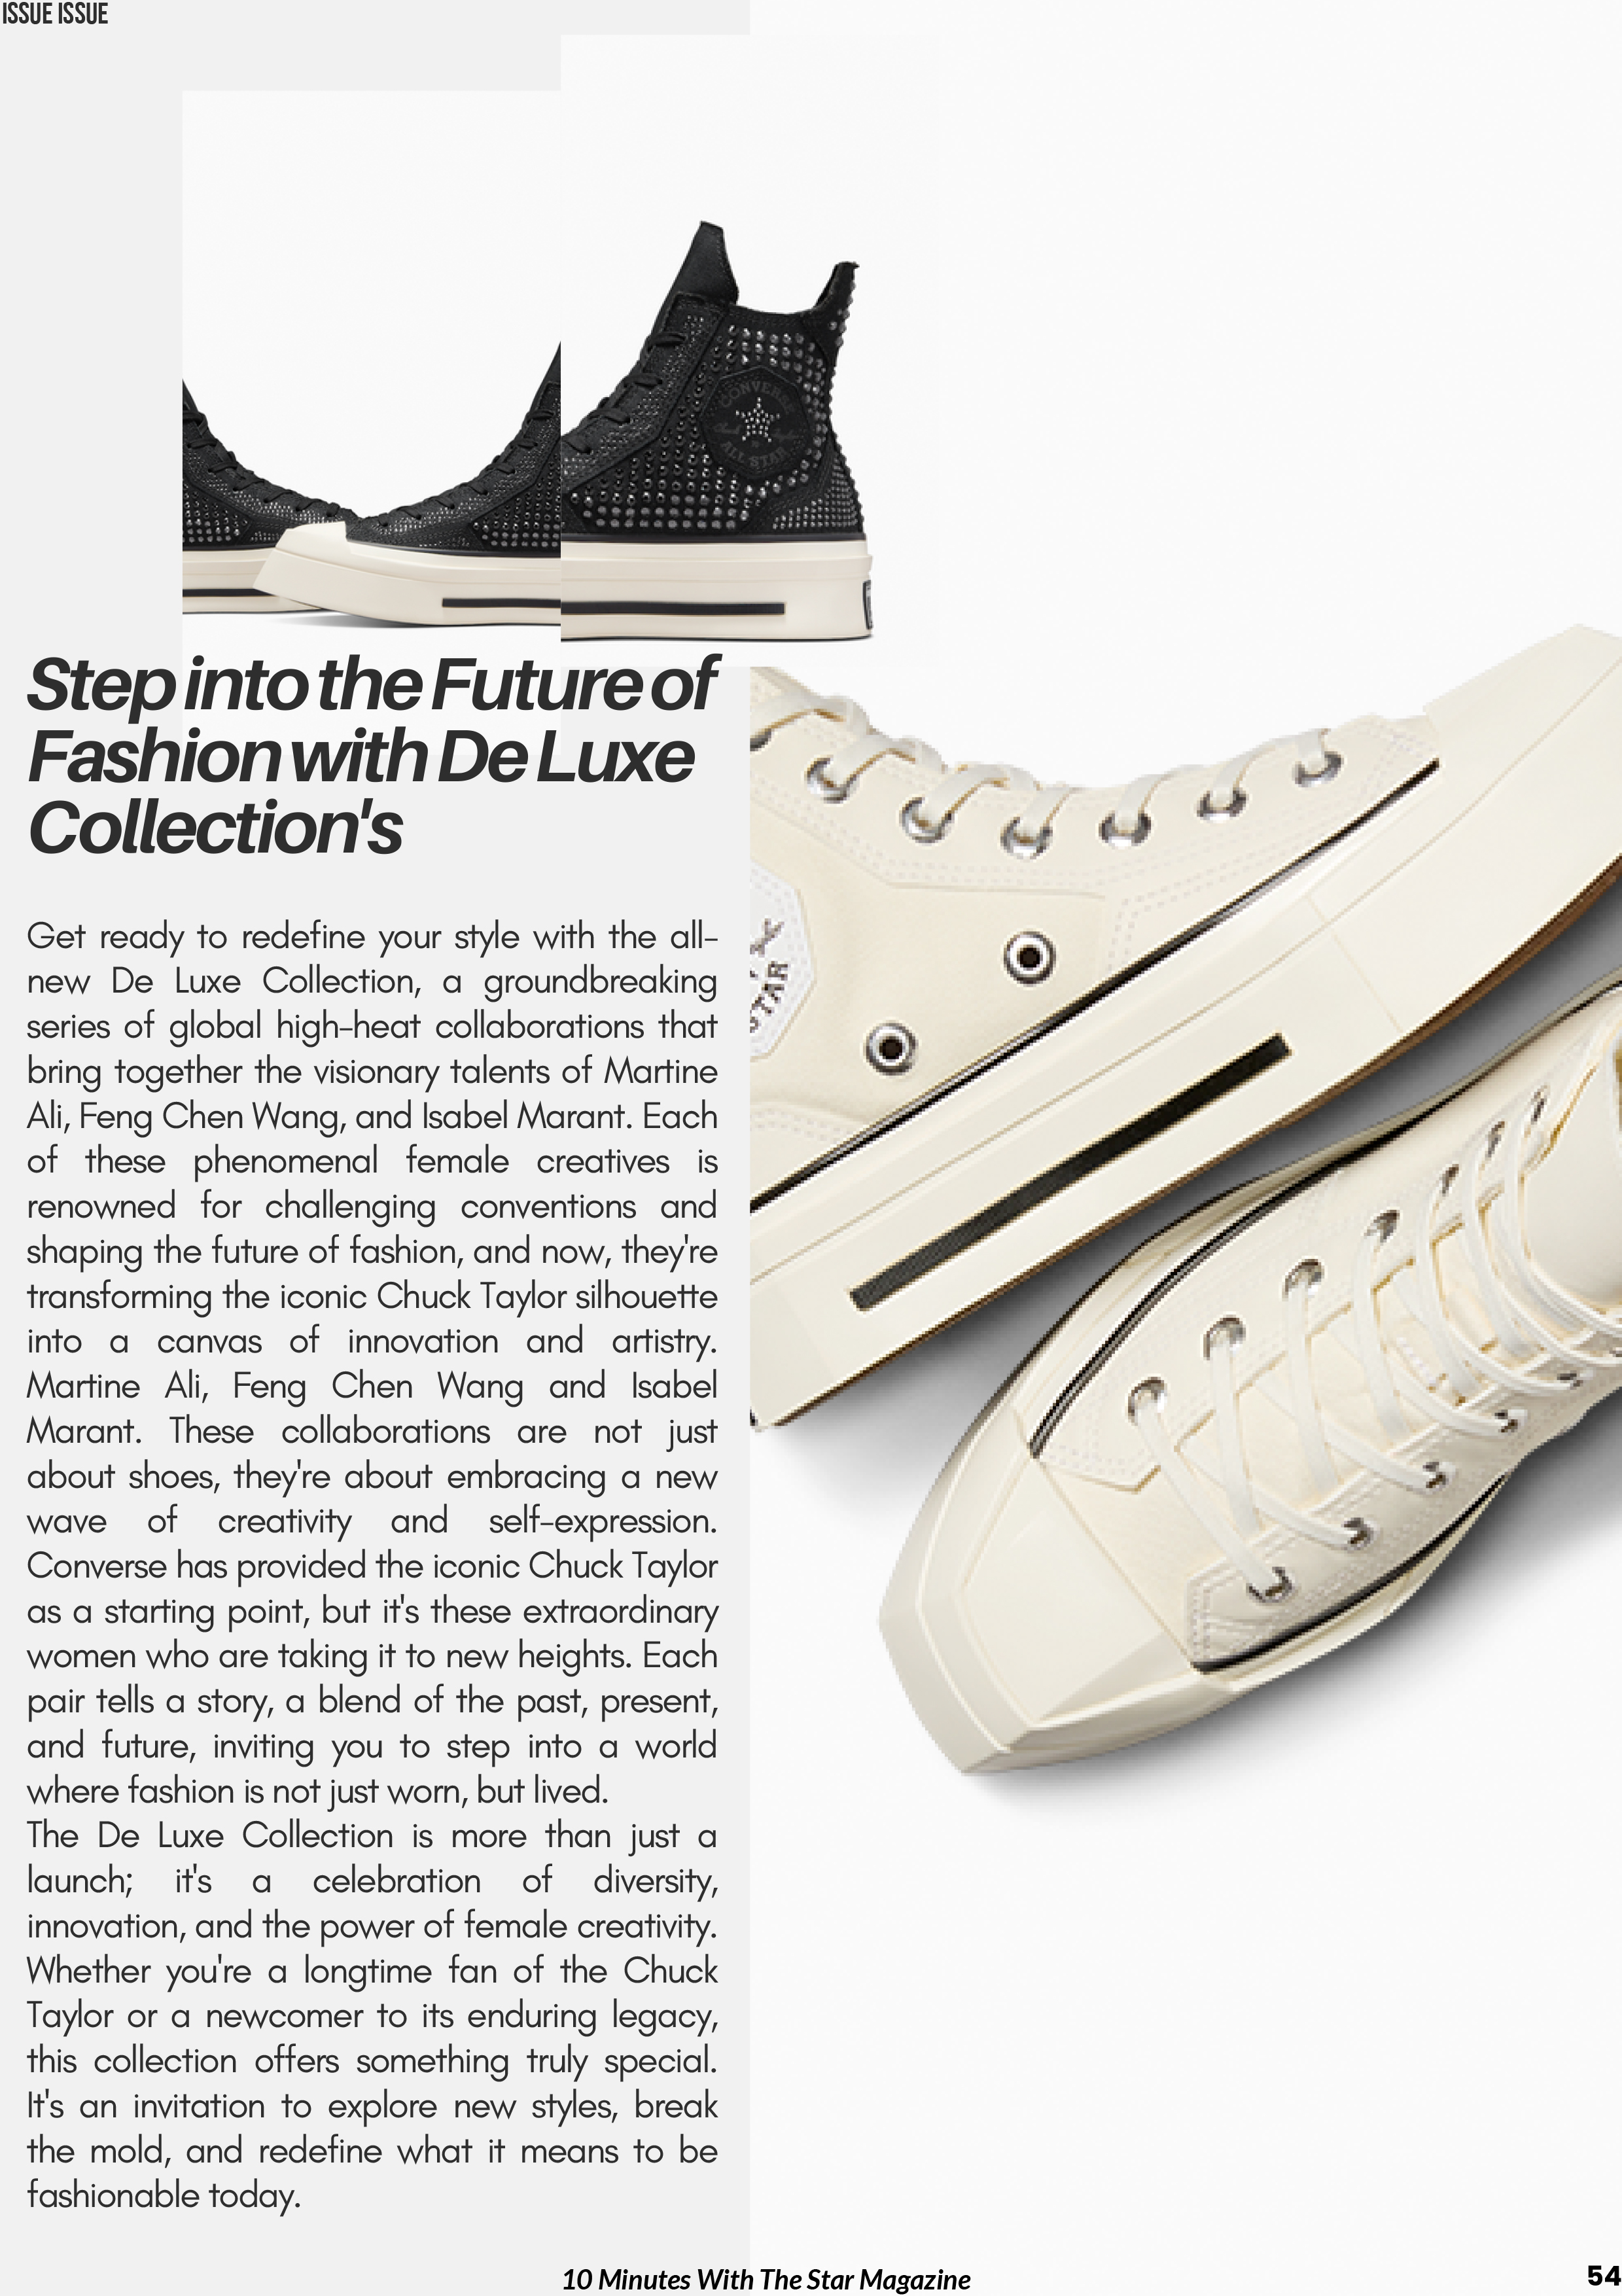 ISSUE ISSUE
CONVERSE
ALL STAR
Step into the Future of
Fashion with De Luxe
Collection's
STAR
Get ready to redefine your style with the all-
new De Luxe Collection, a groundbreaking
series of global high-heat collaborations that
bring together the visionary talents of Martine
Ali, Feng Chen Wang, and Isabel Marant. Each
of these phenomenal female creatives is
renowned for challenging conventions and
shaping the future of fashion, and now, they're
transforming the iconic Chuck Taylor silhouette
into a canvas of innovation and artistry.
Martine Ali, Feng Chen Wang and Isabel
Marant. These collaborations are not just
about shoes, they're about embracing a new
wave of creativity and self-expression.
Converse has provided the iconic Chuck Taylor
as a starting point, but it's these extraordinary
women who are taking it to new heights. Each
pair tells a story, a blend of the past, present,
and future, inviting you to step into a world
where fashion is not just worn, but lived.
The De Luxe Collection is more than just a
launch; it's a celebration of diversity,
innovation, and the power of female creativity.
Whether you're a longtime fan of the Chuck
Taylor or a newcomer to its enduring legacy,
this collection offers something truly special.
It's an invitation to explore new styles, break
the mold, and redefine what it means to be
fashionable today.
10 Minutes With The Star Magazine
54